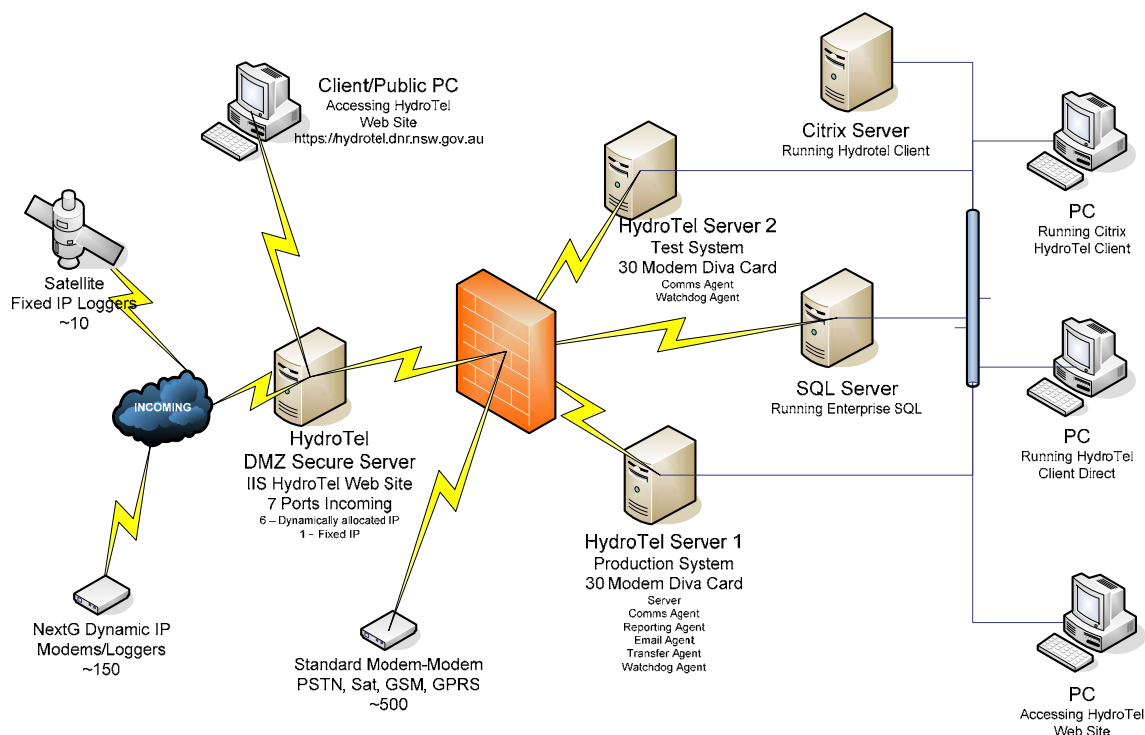 Client/Public PC
Accessing HydroTel
Web Site
https://hydrotel.dnr.nsw.gov.au
Citrix Server
Running Hydrotel Client
PC
Running Citrix
HydroTel Client
Satellite
Fixed IP Loggers
~10
HydroTel Server 2
Test System
30 Modem Diva Card
Comms Agent
Watchdog Agent
INCOMING
HydroTel
DMZ Secure Server
IIS HydroTel Web Site
7 Ports Incoming
6 – Dynamically allocated IP
1 – Fixed IP
SQL Server
Running Enterprise SQL
PC
Running HydroTel
Client Direct
HydroTel Server 1
Production System
30 Modem Diva Card
Server
Comms Agent
Reporting Agent
Email Agent
Transfer Agent
Watchdog Agent
NextG Dynamic IP
Modems/Loggers
~150
Standard Modem-Modem
PSTN, Sat, GSM, GPRS
~500
PC
Accessing HydroTel
Web Site